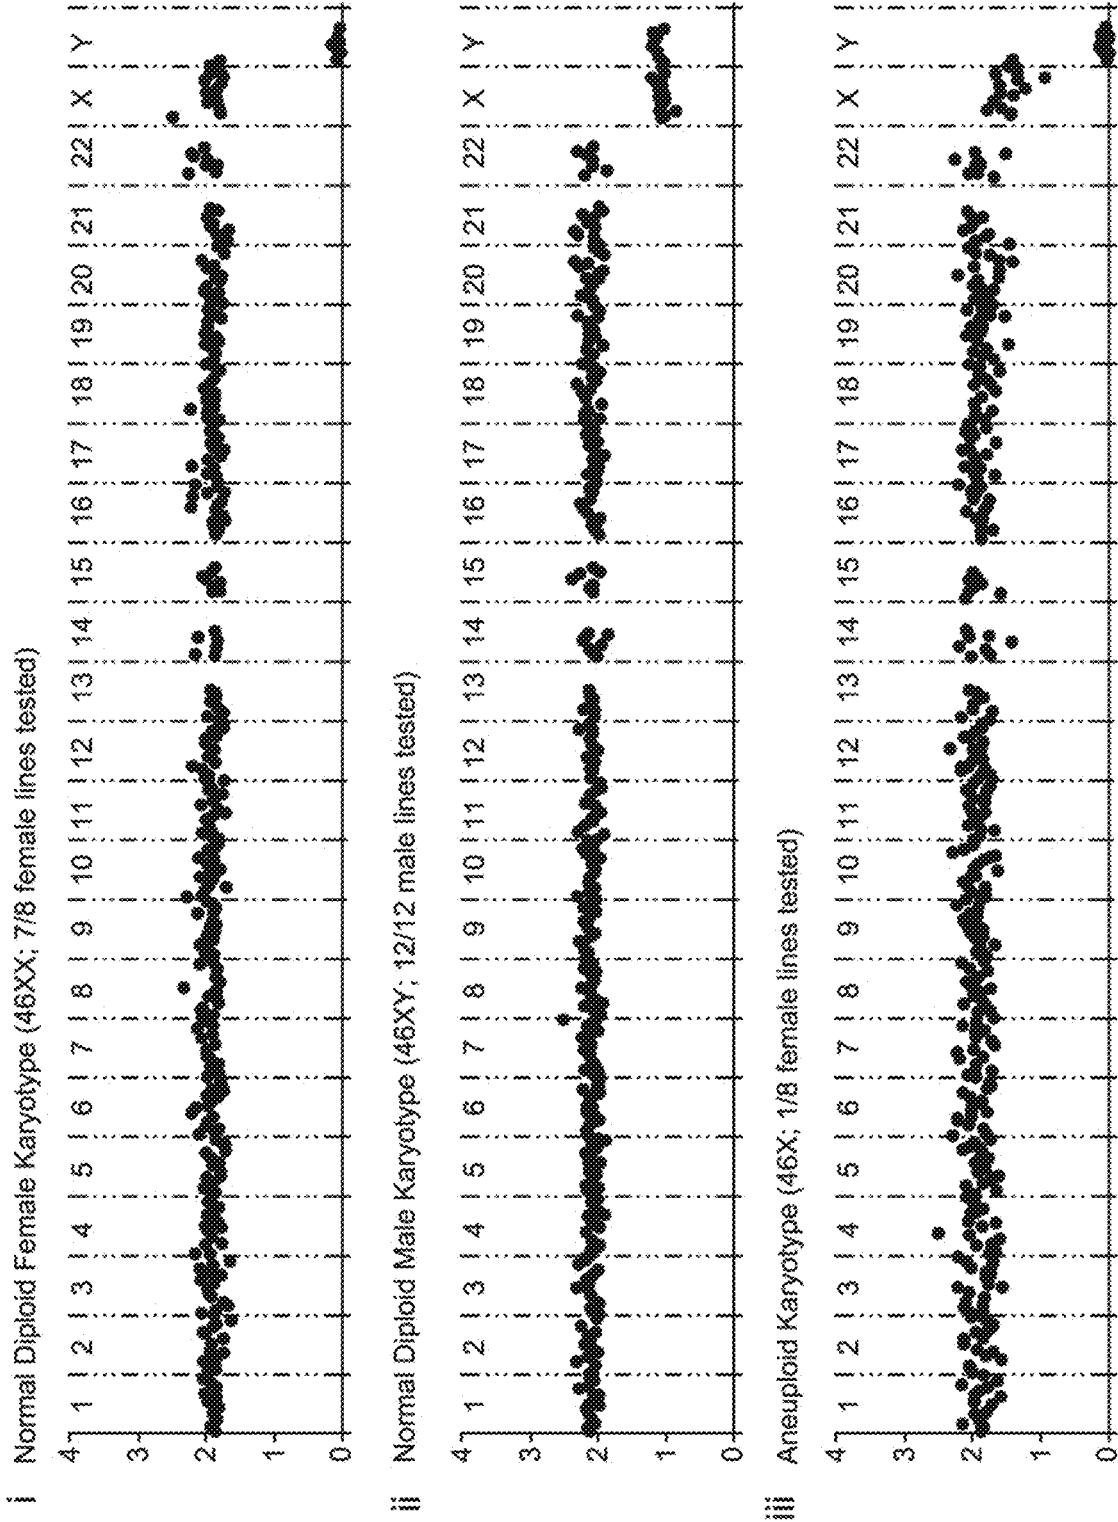 i
Normal Diploid Female Karyotype (46XX; 7/8 female lines tested)
4 1 2 3 4 5 6 7 8 9 10 11 12 13 14 15 16 17 18 19 20 21 22 X Y
3
2
1
0
ii
Normal Diploid Male Karyotype (46XY; 12/12 male lines tested)
4 1 2 3 4 5 6 7 8 9 10 11 12 13 14 15 16 17 18 19 20 21 22 X Y
3
2
1
0
iii
Aneuploid Karyotype (46X; 1/8 female lines tested)
4 1 2 3 4 5 6 7 8 9 10 11 12 13 14 15 16 17 18 19 20 21 22 X Y
3
2
1
0